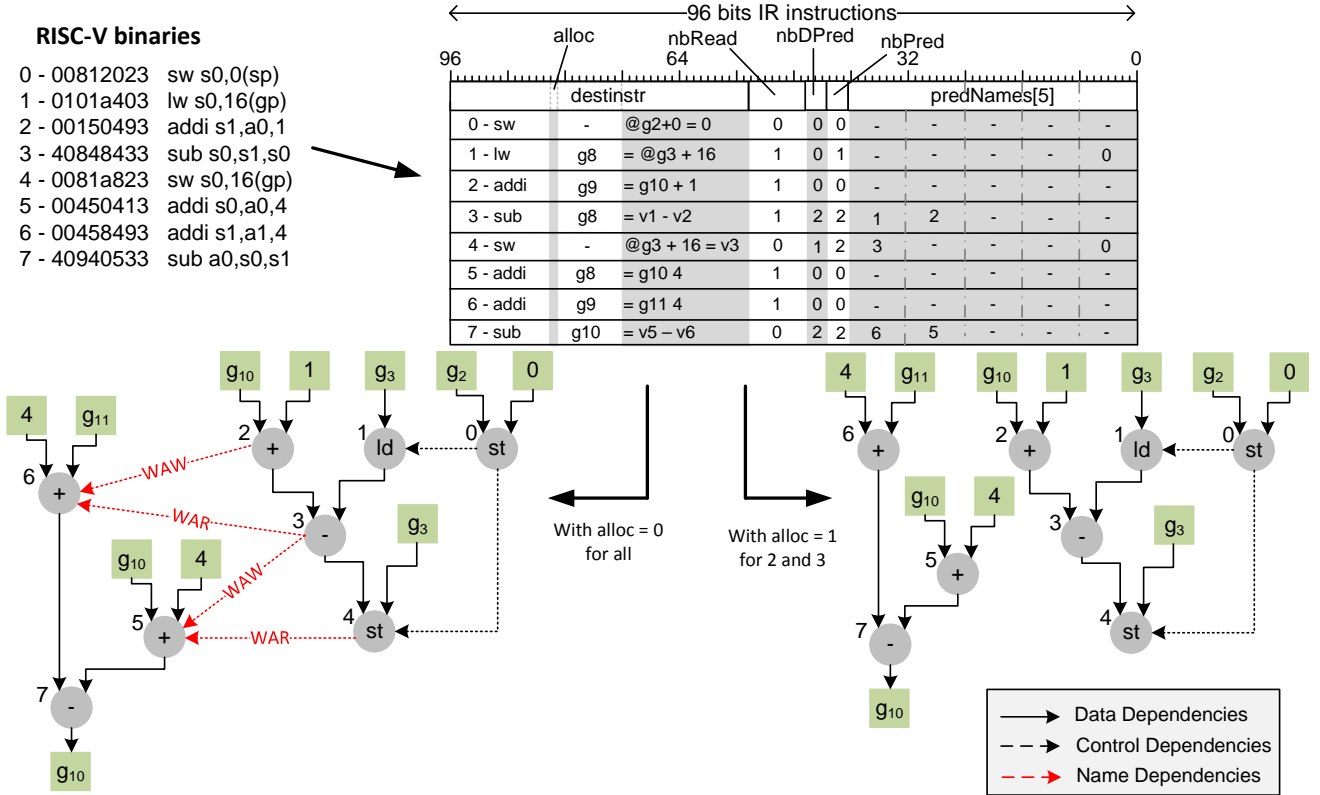 96 bits IR instructions
RISC-V binaries
alloc nbRead nbDPred nbPred
96 64 32 0
0 - 00812023 sw s0,0(sp)
1 - 0101a403 lw s0,16(gp)
2 - 00150493 addi s1,a0,1
3 - 40848433 sub s0,s1,s0
4 - 0081a823 sw s0,16(gp)
5 - 00450413 addi s0,a0,4
6 - 00458493 addi s1,a1,4
7 - 40940533 sub a0,s0,s1
destinstr predNames[5]
0 - sw - @g2+0 = 0 0 0 0 - - - - -
1 - lw g8 = @g3 + 16 1 0 1 - - - - 0
2 - addi g9 = g10 + 1 1 0 0 - - - - -
3 - sub g8 = v1 - v2 1 2 2 1 2 - - -
4 - sw - @g3 + 16 = v3 0 1 2 3 - - - 0
5 - addi g8 = g10 4 1 0 0 - - - - -
6 - addi g9 = g11 4 1 0 0 - - - - -
7 - sub g10 = v5 – v6 0 2 2 6 5 - - -
g10 1 g3 g2 0
4 g11
2 + 1 ld 0 st
6 +
WAW
WAR
3 -
g3
g10 4
WAW
5 +
WAR
4 st
7 -
g10
With alloc = 0
for all
With alloc = 1
for 2 and 3
4 g11 g10 1 g3 g2 0
6 + 2 + 1 ld 0 st
g10 4
3 -
g3
5 +
4 st
7 -
g10
Data Dependencies
Control Dependencies
Name Dependencies